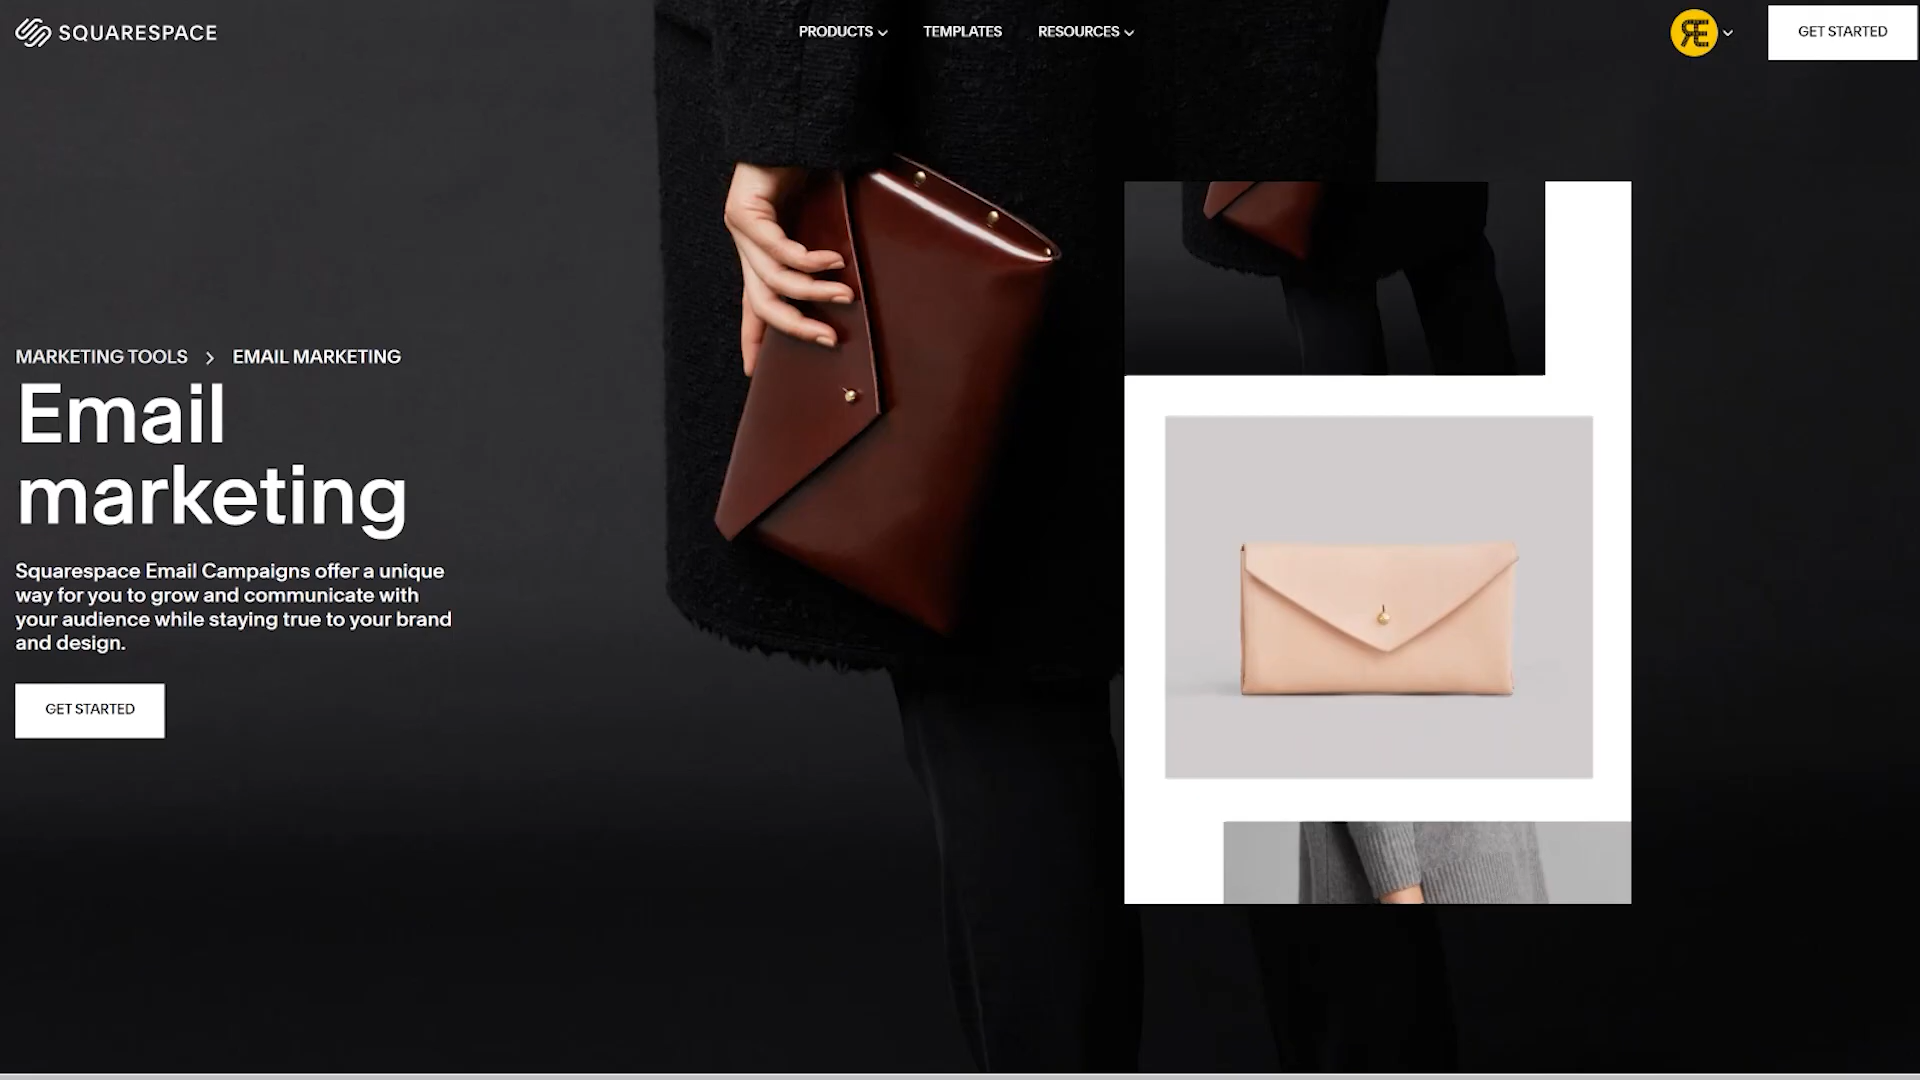 SQUARESPACE
PRODUCTS
TEMPLATES
RESOURCES
GET STARTED
MARKETING TOOLS > EMAIL MARKETING
Email
marketing
Squarespace Email Campaigns offer a unique
way for you to grow and communicate with
your audience while staying true to your brand
and design.
GET STARTED